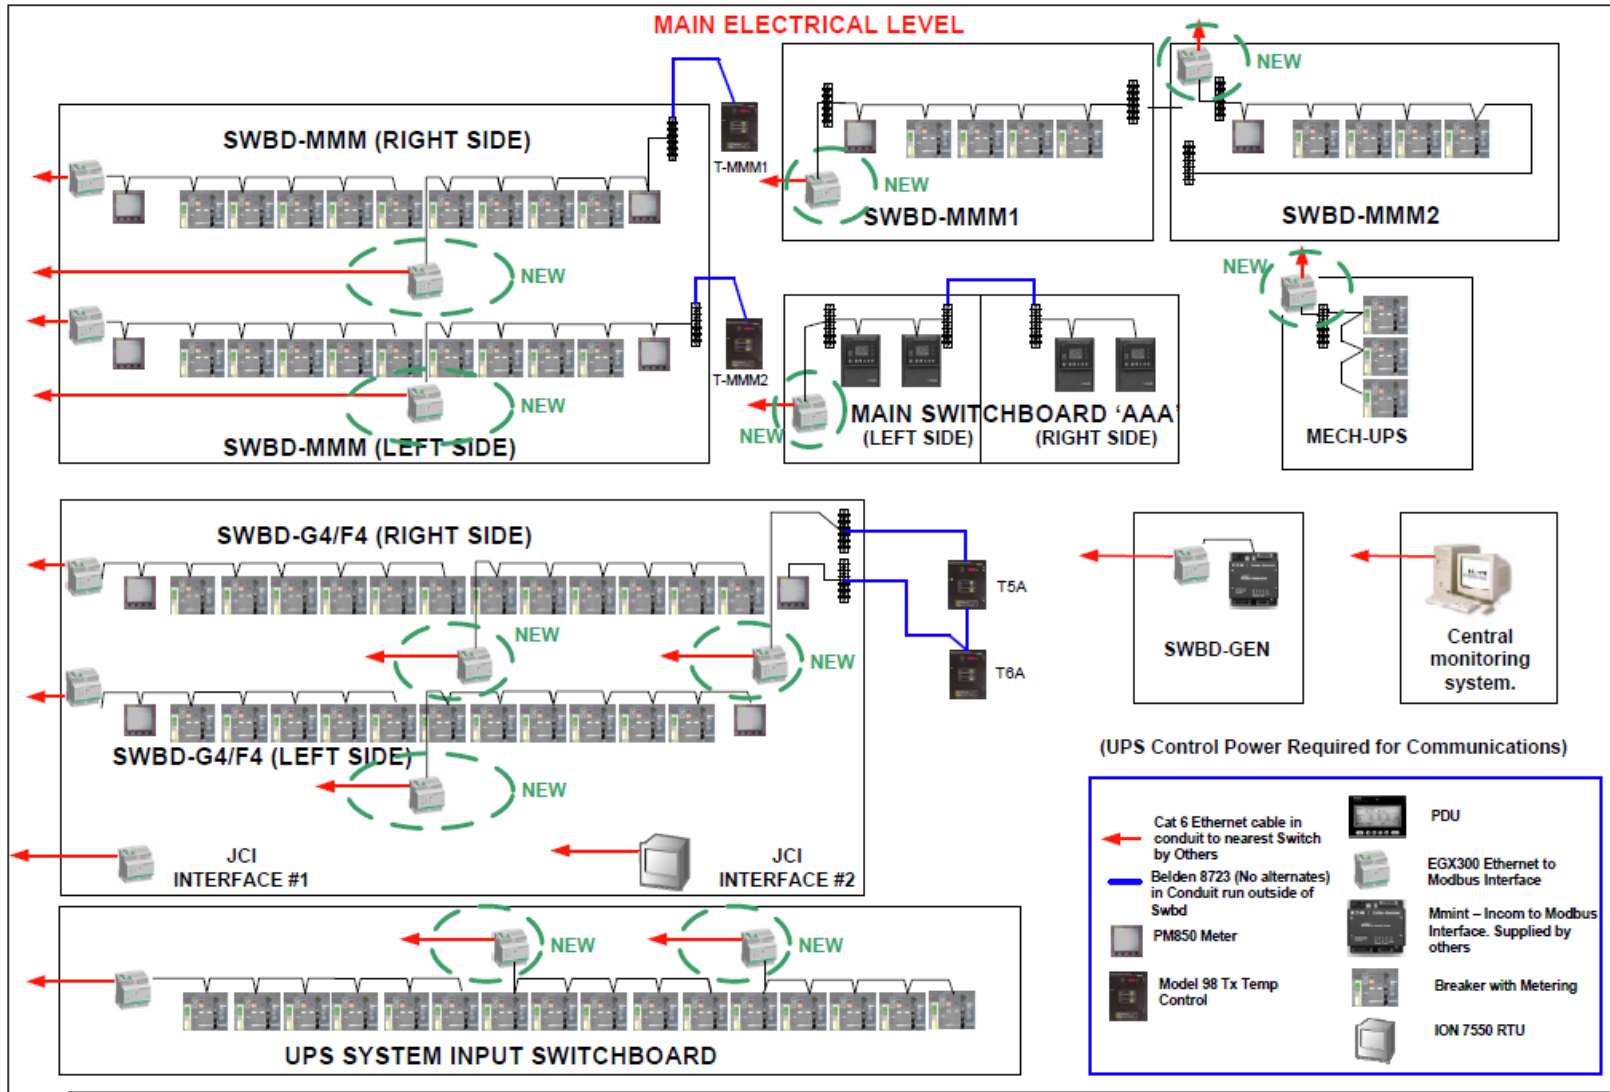 MAIN ELECTRICAL LEVEL
SWBD-MMM (RIGHT SIDE)
T-MMM1
NEW
SWBD-MMM (LEFT SIDE)
T-MMM2
NEW
NEW
SWBD-MMM1
NEW
SWBD-MMM2
NEW
MAIN SWITCHBOARD ‘AAA’
(LEFT SIDE)
(RIGHT SIDE)
NEW
NEW
MECH-UPS
SWBD-G4/F4 (RIGHT SIDE)
T5A
T6A
NEW
NEW
SWBD-G4/F4 (LEFT SIDE)
NEW
JCI
INTERFACE #1
JCI
INTERFACE #2
SWBD-GEN
Central
monitoring
system.
NEW
NEW
UPS SYSTEM INPUT SWITCHBOARD
(UPS Control Power Required for Communications)
Cat 6 Ethernet cable in
conduit to nearest Switch
by Others
Belden 8723 (No alternates)
in Conduit run outside of
Swbd
PM850 Meter
Model 98 Tx Temp
Control
PDU
EGX300 Ethernet to
Modbus Interface
Mmint – Incom to Modbus
Interface. Supplied by
others
Breaker with Metering
ION 7550 RTU